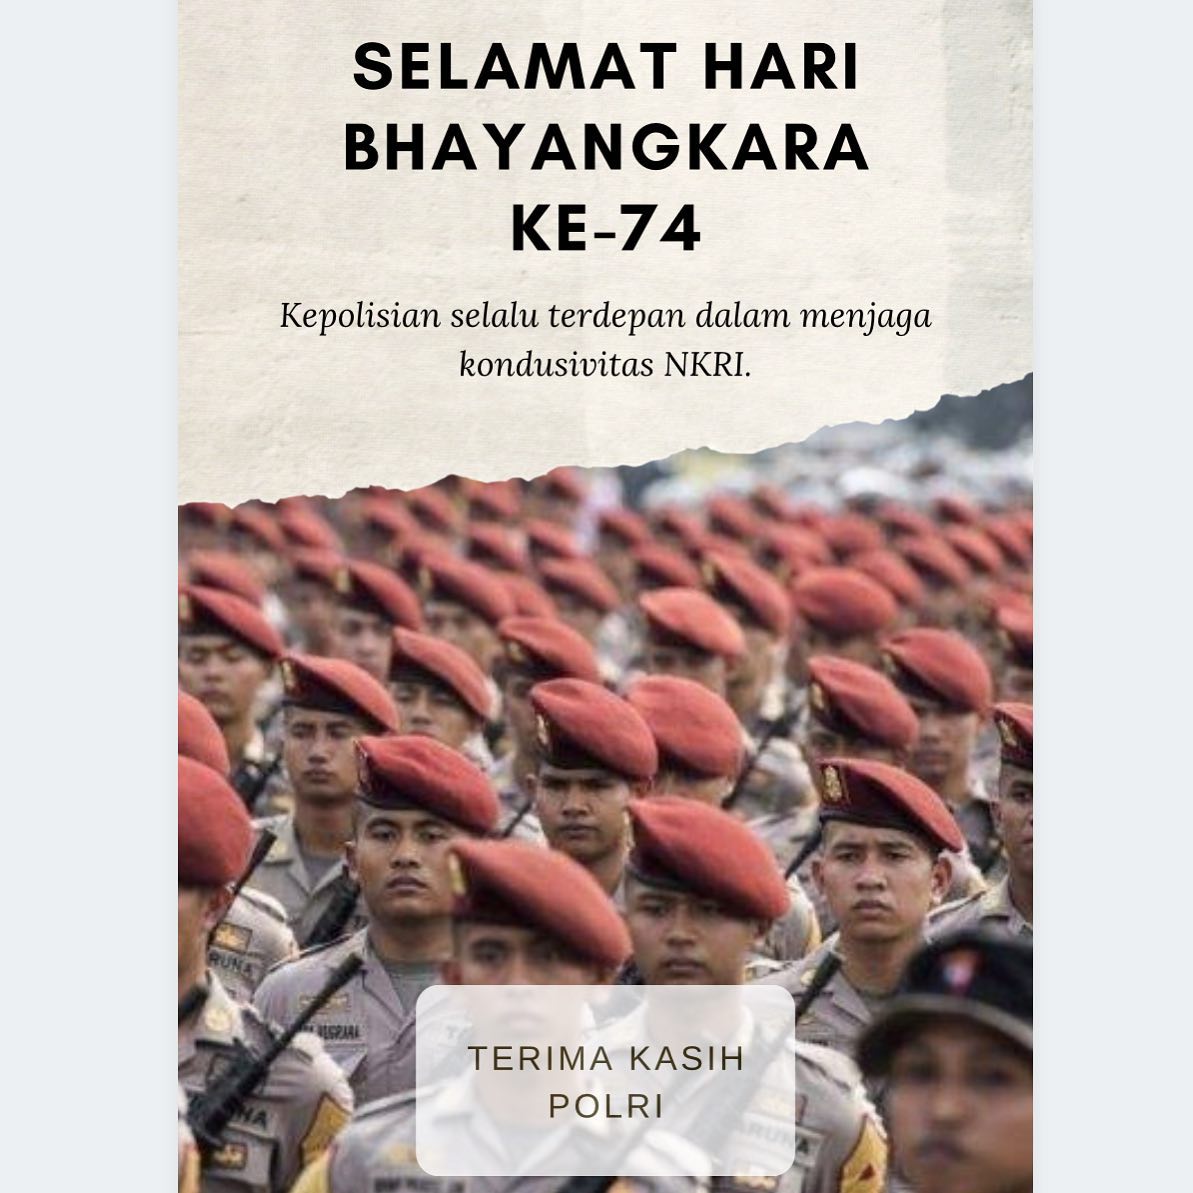 SELAMAT HARI
BHAYANGKARA
KE-74
Kepolisian selalu terdepan dalam menjaga
kondusivitas NKRI.
TERIMA KASIH
POLRI